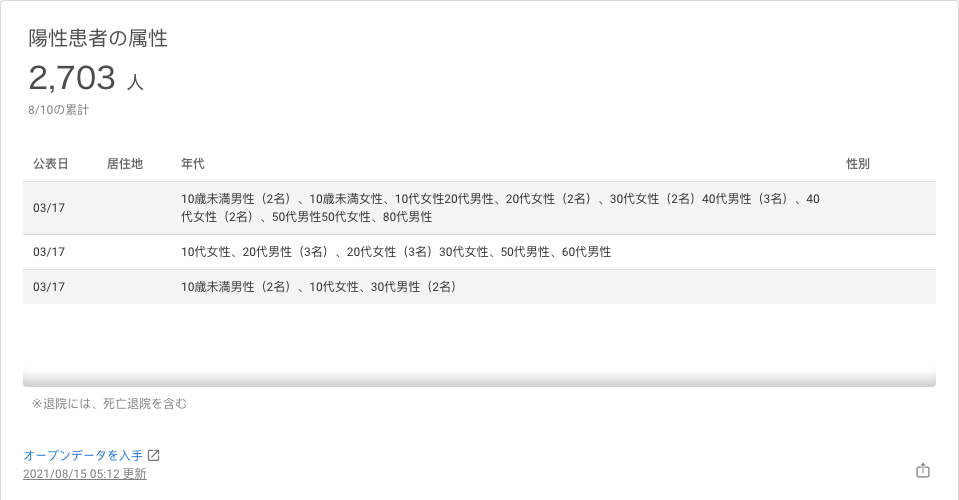 陽性患者の属性
2,703 人
8/10の累計
公表日 居住地 年代 性別
03/17 10歳未満男性（2名）、10歳未満女性、10代女性20代男性、20代女性（2名）、30代女性（2名）40代男性（3名）、40
代女性（2名）、50代男性50代女性、80代男性
03/17 10代女性、20代男性（3名）、20代女性（3名）30代女性、50代男性、60代男性
03/17 10歳未満男性（2名）、10代女性、30代男性（2名）
※退院には、死亡退院を含む
オープンデータを入手
2021/08/15 05:12 更新